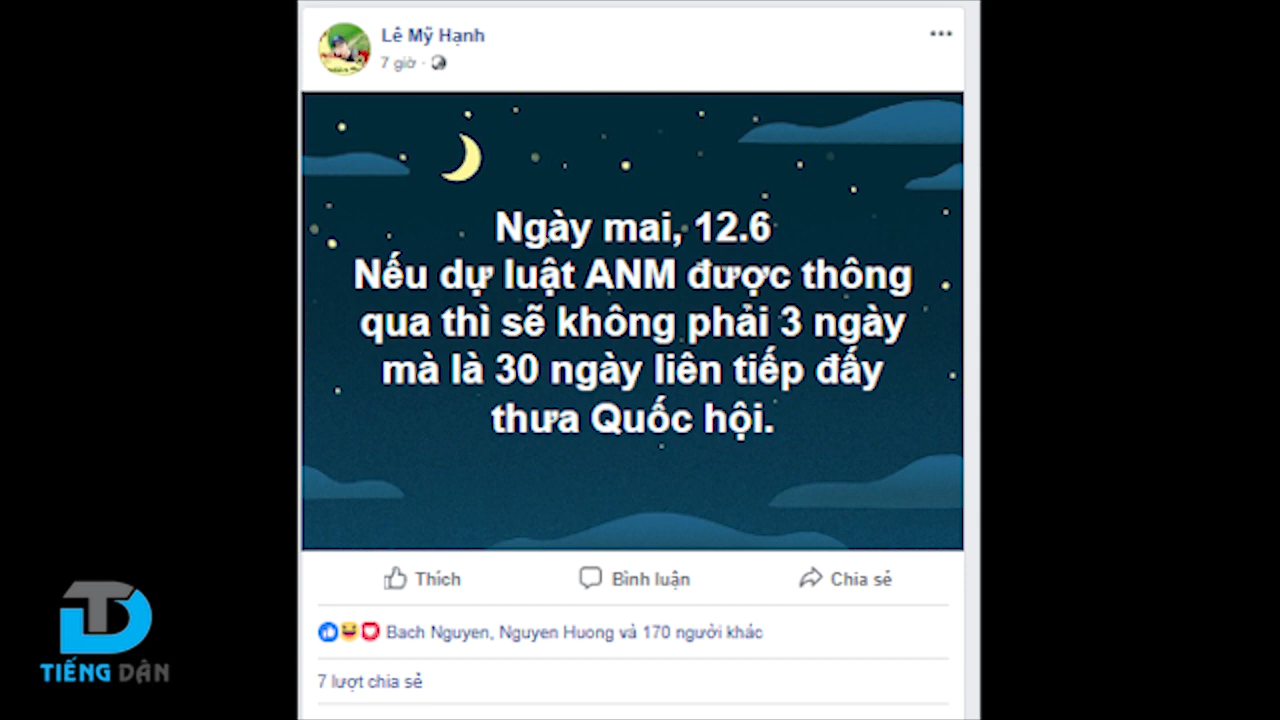 Lê Mỹ Hạnh
7 giờ ·
Ngày mai, 12.6
Nếu dự luật ANM được thông
qua thì sẽ không phải 3 ngày
mà là 30 ngày liên tiếp đấy
thưa Quốc hội.
Thích
Bình luận
Chia sẻ
Bach Nguyen, Nguyen Huong và 170 người khác
7 lượt chia sẻ
TD
TIẾNG DÂN